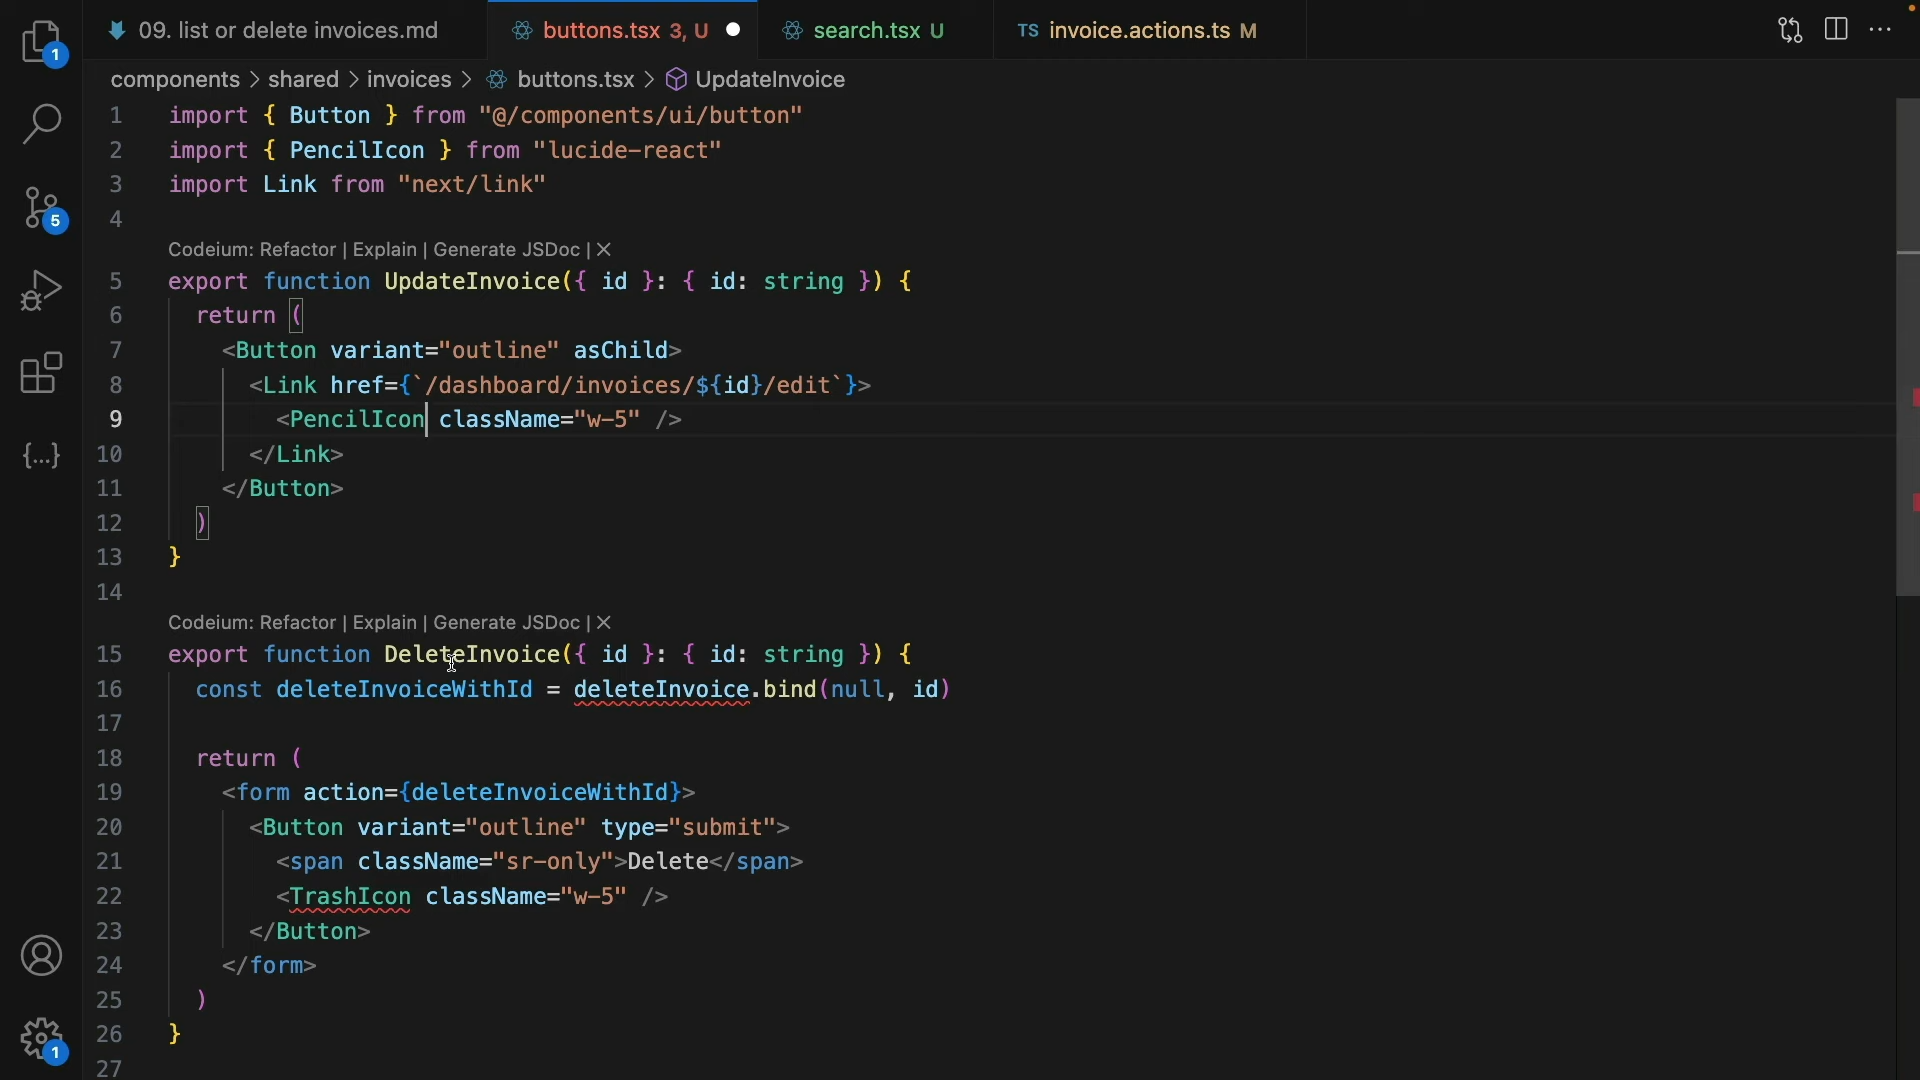 1
09. list or delete invoices.md
buttons.tsx 3, U
search.tsx U
TS invoice.actions.ts M
components > shared > invoices > buttons.tsx > UpdateInvoice
1 import { Button } from "@/components/ui/button"
2 import { PencilIcon } from "lucide-react"
3 import Link from "next/link"
4
Codeium: Refactor | Explain | Generate JSDoc | ×
5 export function UpdateInvoice({ id }: { id: string }) {
6 return (
7 <Button variant="outline" asChild>
8 <Link href={`/dashboard/invoices/${id}/edit`}>
9 <PencilIcon className="w-5" />
10 </Link>
11 </Button>
12 )
13 }
14
Codeium: Refactor | Explain | Generate JSDoc | ×
15 export function DeleteInvoice({ id }: { id: string }) {
16 const deleteInvoiceWithId = deleteInvoice.bind(null, id)
17
18 return (
19 <form action={deleteInvoiceWithId}>
20 <Button variant="outline" type="submit">
21 <span className="sr-only">Delete</span>
22 <TrashIcon className="w-5" />
23 </Button>
24 </form>
25 )
26 }
27
5
{...}
1